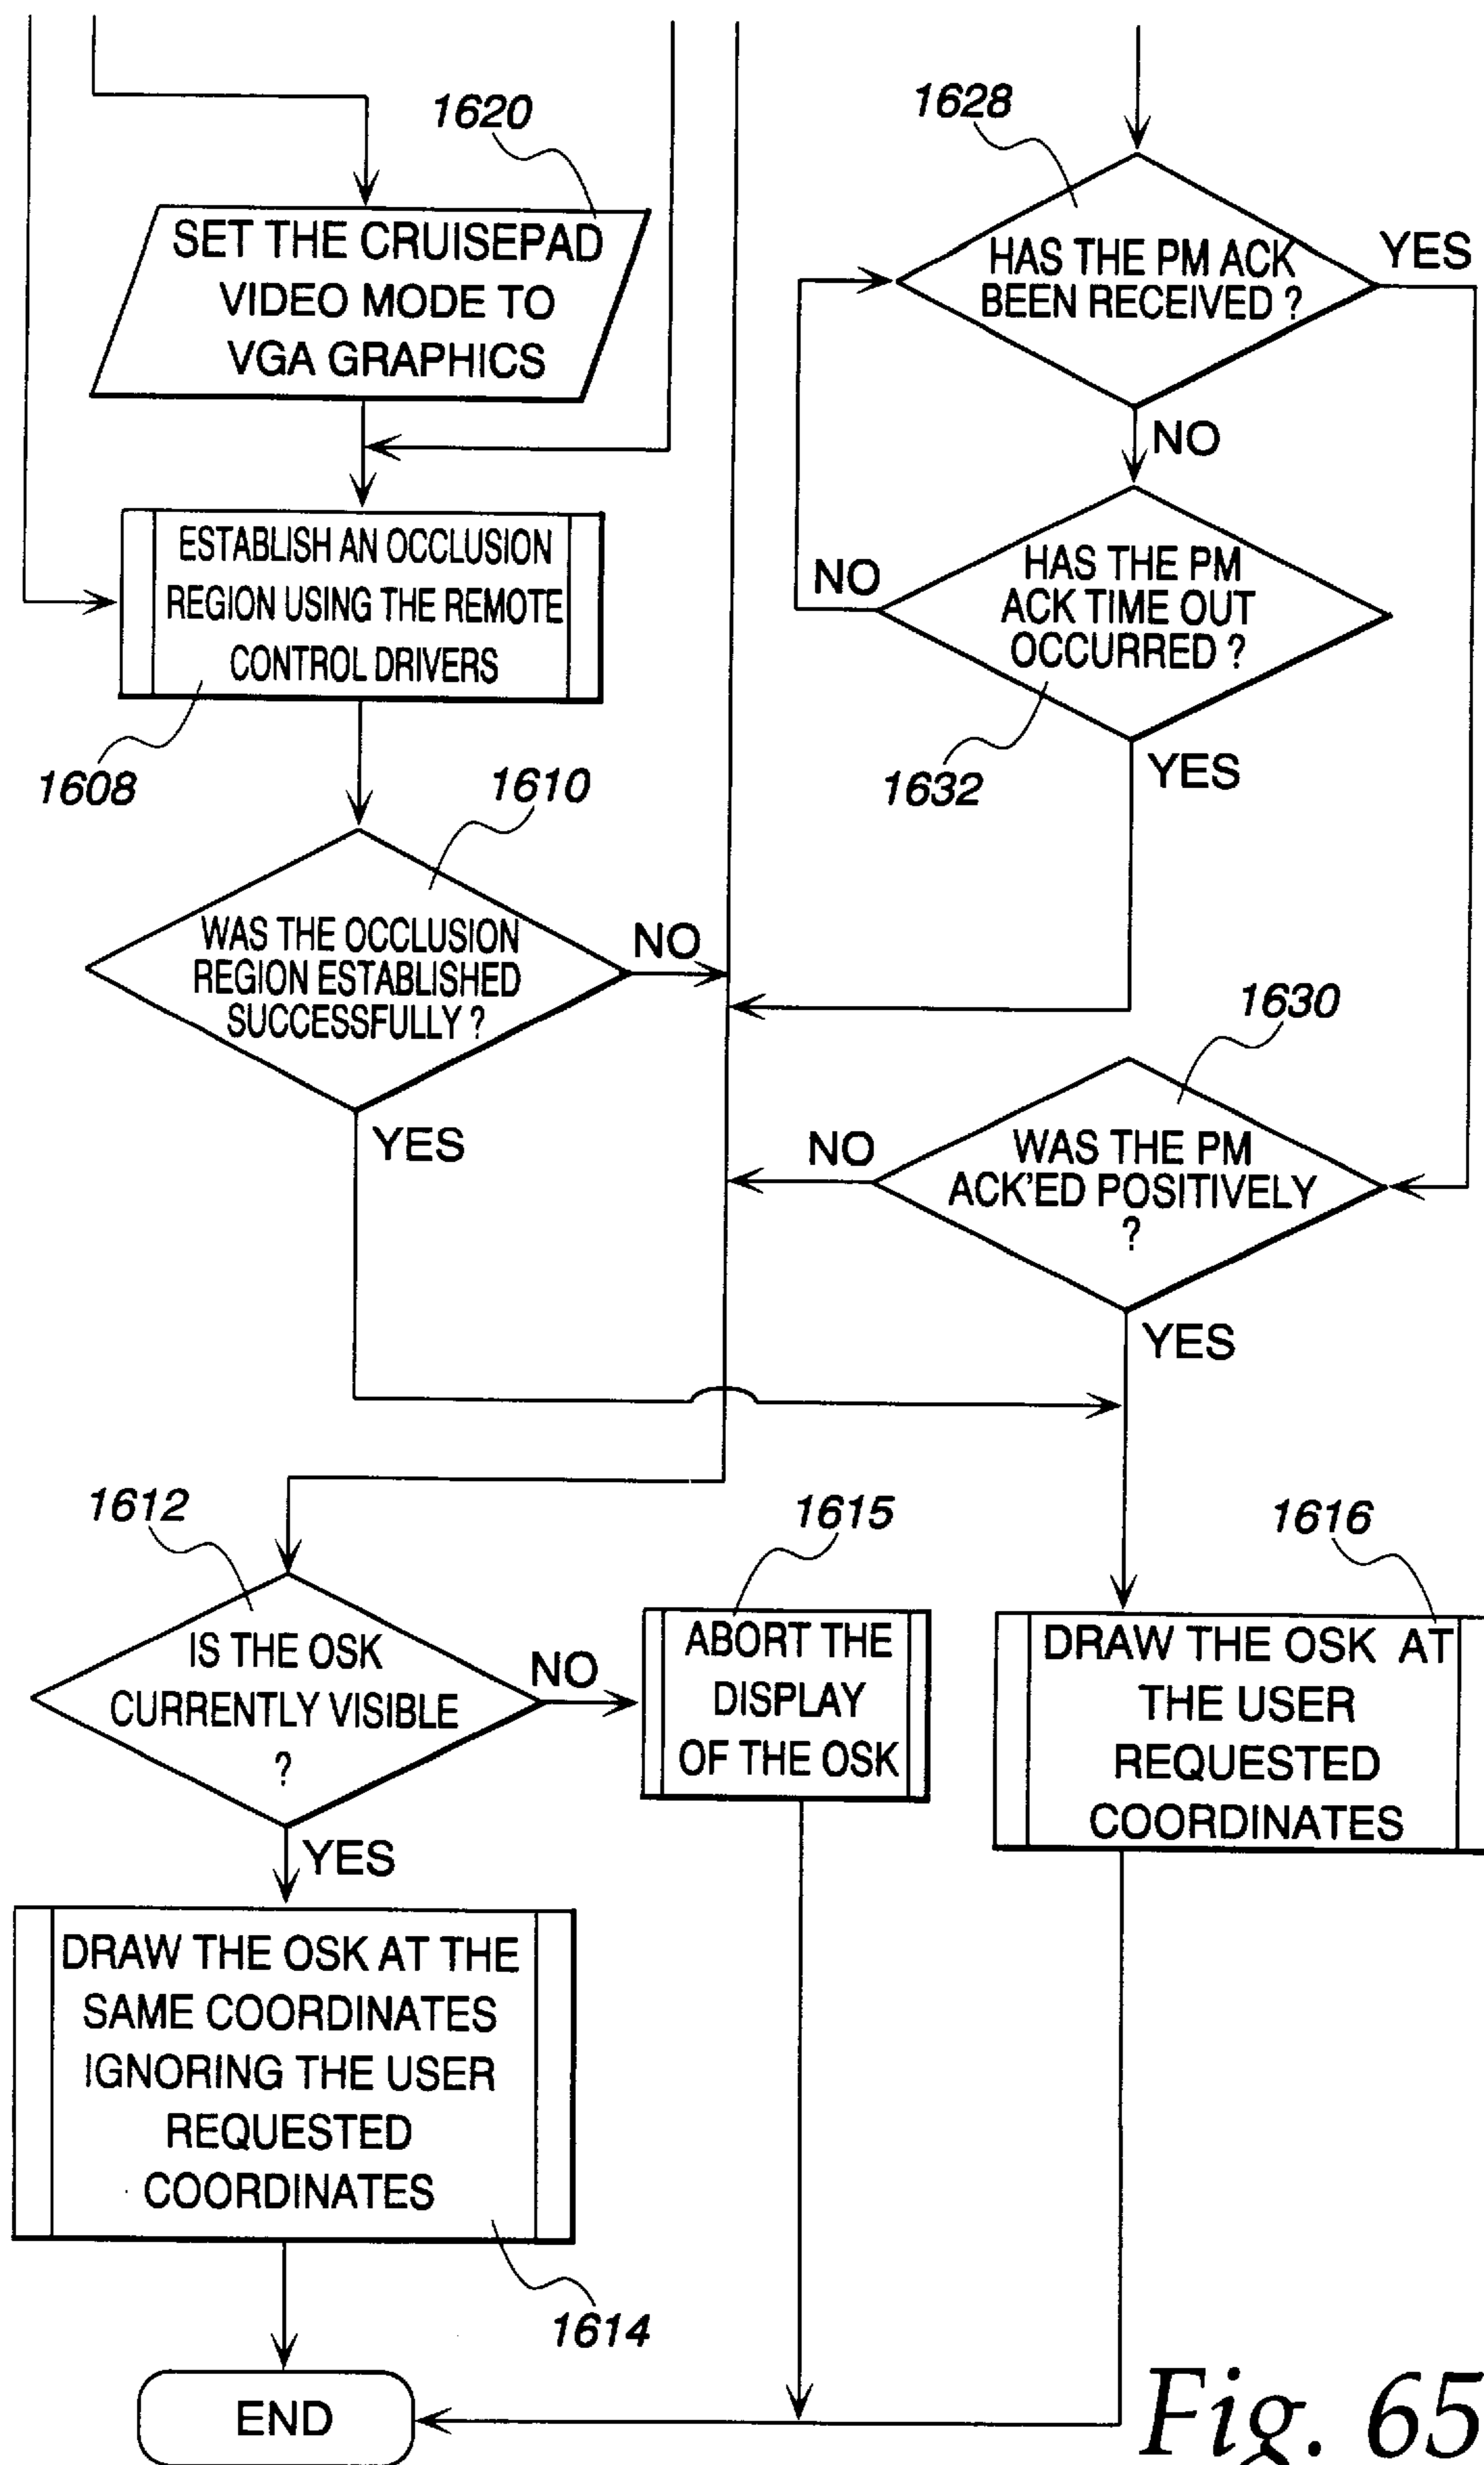 1620
SET THE CRUISEPAD
VIDEO MODE TO
VGA GRAPHICS
1628
HAS THE PM ACK
BEEN RECEIVED ?
YES
NO
ESTABLISH AN OCCLUSION
REGION USING THE REMOTE
CONTROL DRIVERS
1608
HAS THE PM
ACK TIME OUT
OCCURRED ?
NO
1632
YES
1610
WAS THE OCCLUSION
REGION ESTABLISHED
SUCCESSFULLY ?
NO
YES
1630
WAS THE PM
ACK'ED POSITIVELY
?
NO
YES
1612
IS THE OSK
CURRENTLY VISIBLE
?
NO
YES
1615
ABORT THE
DISPLAY
OF THE OSK
1616
DRAW THE OSK AT
THE USER
REQUESTED
COORDINATES
DRAW THE OSK AT THE
SAME COORDINATES
IGNORING THE USER
REQUESTED
COORDINATES
1614
END
Fig. 65